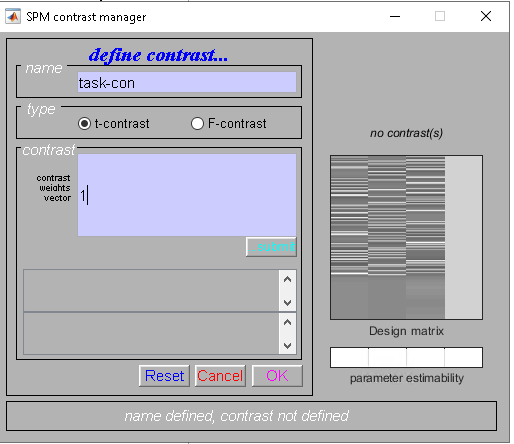 SPM contrast manager
define contrast...
name
task-con
type
t-contrast
F-contrast
contrast
contrast
weights
vector
1
Reset
Cancel
OK
no contrast(s)
Design matrix
parameter estimability
name defined, contrast not defined